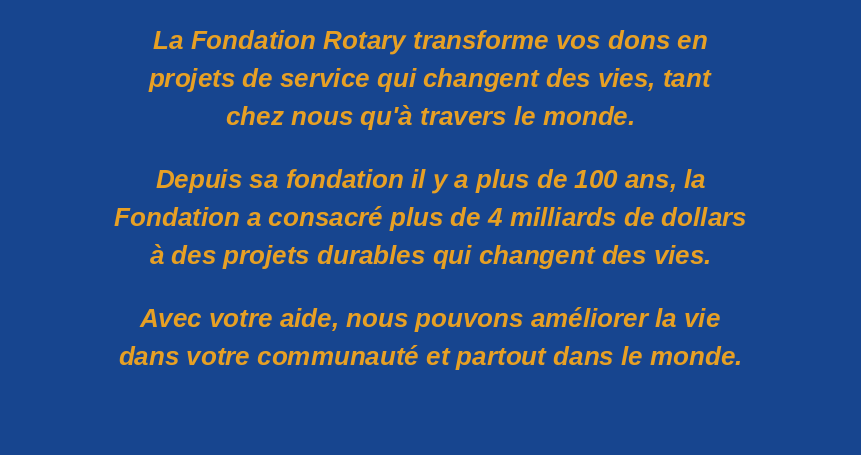 La Fondation Rotary transforme vos dons en
projets de service qui changent des vies, tant
chez nous qu'à travers le monde.
Depuis sa fondation il y a plus de 100 ans, la
Fondation a consacré plus de 4 milliards de dollars
à des projets durables qui changent des vies.
Avec votre aide, nous pouvons améliorer la vie
dans votre communauté et partout dans le monde.